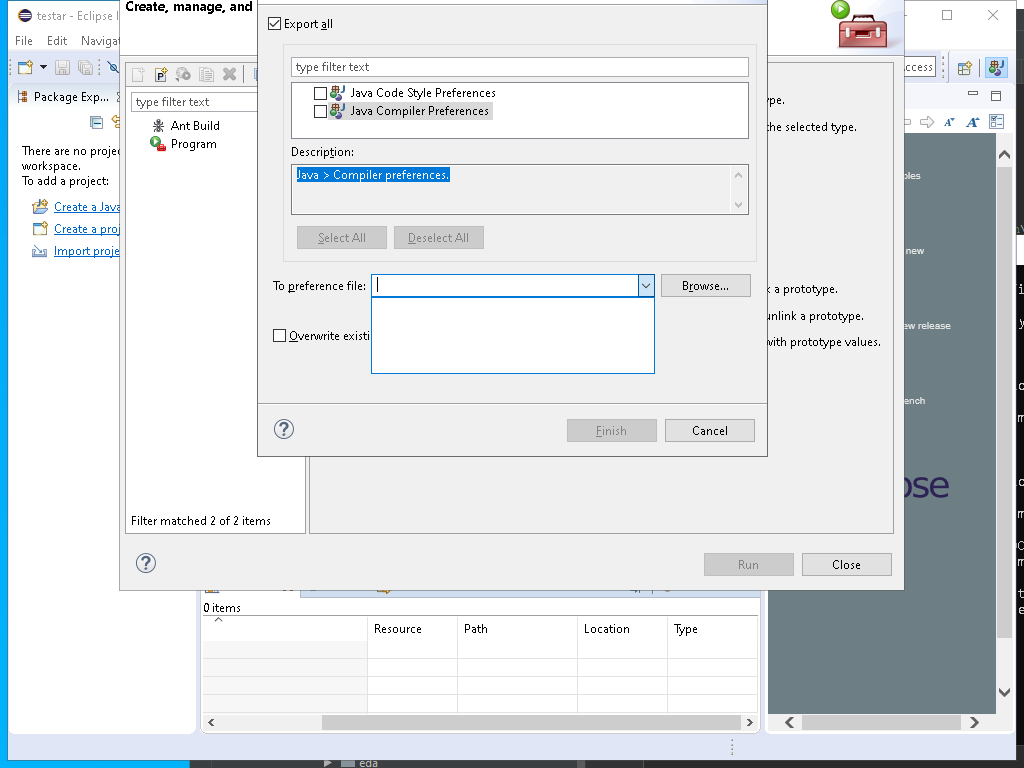 testar - Eclipse I
Create, manage, and
File Edit Naviga
Export all
type filter text
Java Code Style Preferences
Java Compiler Preferences
Description:
Java > Compiler preferences.
Select All Deselect All
To preference file: Browse...
Overwrite existi
Finish Cancel
type filter text
Ant Build
Program
Filter matched 2 of 2 items
ype.
he selected type.
k a prototype.
unlink a prototype.
with prototype values.
Run Close
ccess
Package Exp...
There are no projec
workspace.
To add a project:
Create a Java
Create a proj
Import proje
ples
new
ew release
ench
ose
0 items
Resource Path Location Type
eda